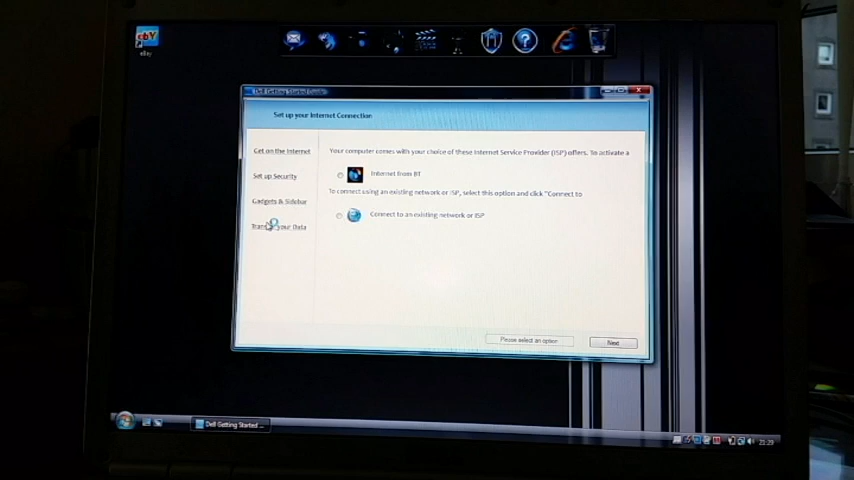 ebY
eBay
Dell Getting Started Guide
Set up your Internet Connection
Get on the Internet
Your computer comes with your choice of these Internet Service Provider (ISP) offers. To activate a
Internet from BT
Set up Security
To connect using an existing network or ISP, select this option and click "Connect to
Gadgets & Sidebar
Connect to an existing network or ISP
your Data
Please select an option
Next
Dell Getting Started ...
21:29